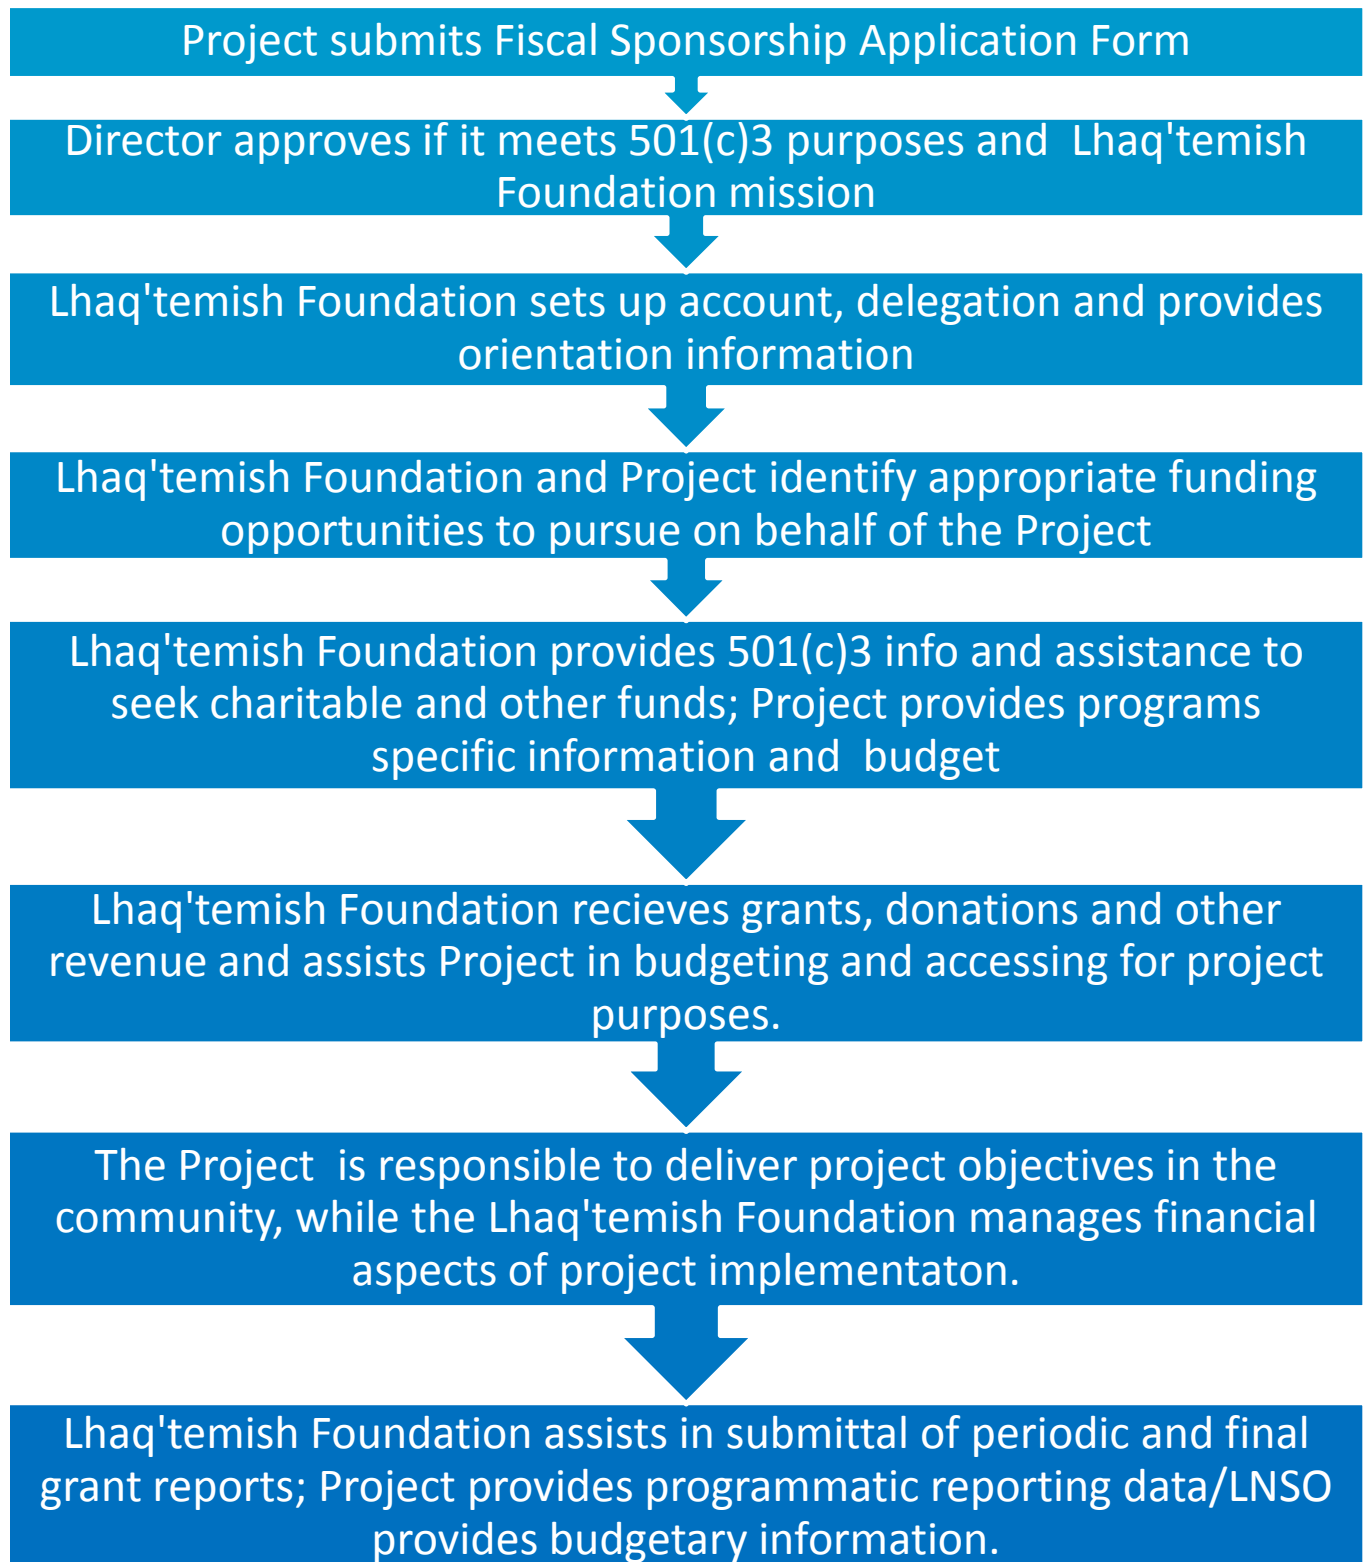 Project submits Fiscal Sponsorship Application Form
Director approves if it meets 501(c)3 purposes and  Lhaq'temish
Foundation mission
Lhaq'temish Foundation sets up account, delegation and provides
orientation information
Lhaq'temish Foundation and Project identify appropriate funding
opportunities to pursue on behalf of the Project
Lhaq'temish Foundation provides 501(c)3 info and assistance to
seek charitable and other funds; Project provides programs
specific information and  budget
Lhaq'temish Foundation recieves grants, donations and other
revenue and assists Project in budgeting and accessing for project
purposes.
The Project  is responsible to deliver project objectives in the
community, while the Lhaq'temish Foundation manages financial
aspects of project implementaton.
Lhaq'temish Foundation assists in submittal of periodic and final
grant reports; Project provides programmatic reporting data/LNSO
provides budgetary information.